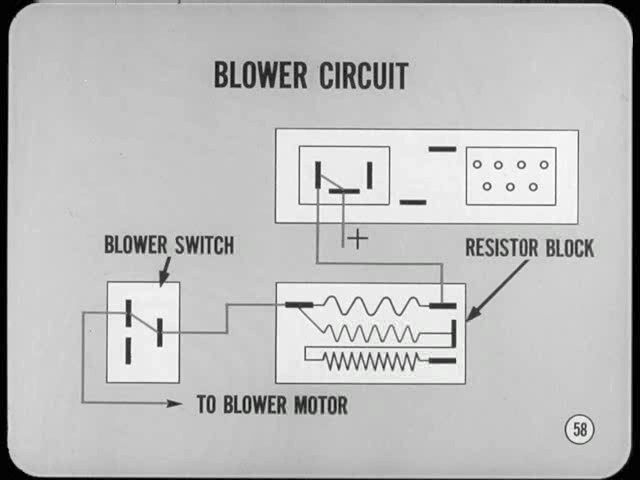 BLOWER CIRCUIT
+
BLOWER SWITCH
RESISTOR BLOCK
TO BLOWER MOTOR
58